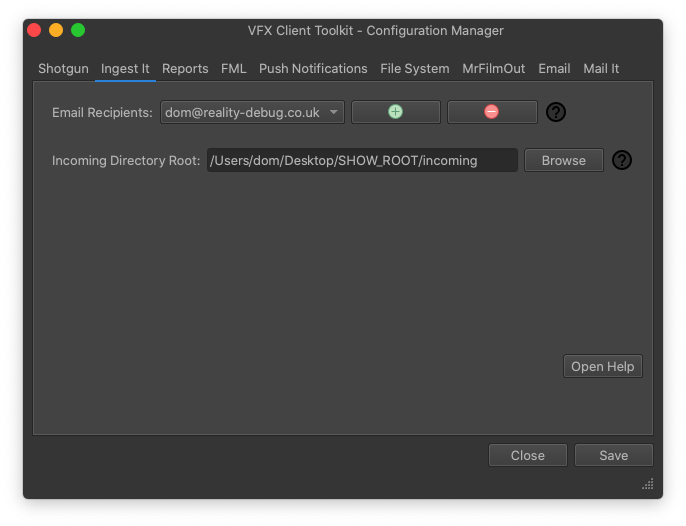 VFX Client Toolkit - Configuration Manager
Shotgun Ingest It Reports FML Push Notifications File System MrFilmOut Email Mail It
Email Recipients: dom@reality-debug.co.uk
Incoming Directory Root: /Users/dom/Desktop/SHOW_ROOT/incoming Browse
Open Help
Close Save